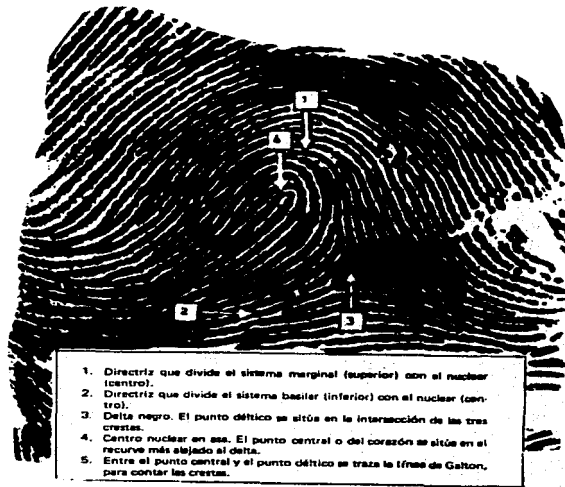 1
4
2
3
1. Directriz que divide el sistema marginal (superior) con el nuclear
(centro).
2. Directriz que divide el sistema basilar (inferior) con el nuclear (cen-
tro).
3. Delta negro. El punto déltico se sitúa en la intersección de las tres
crestas.
4. Centro nuclear en asa. El punto central o del corazón se sitúa en el
recurve más alejado al delta.
5. Entre el punto central y el punto déltico se traza la línea de Galton,
para contar las crestas.